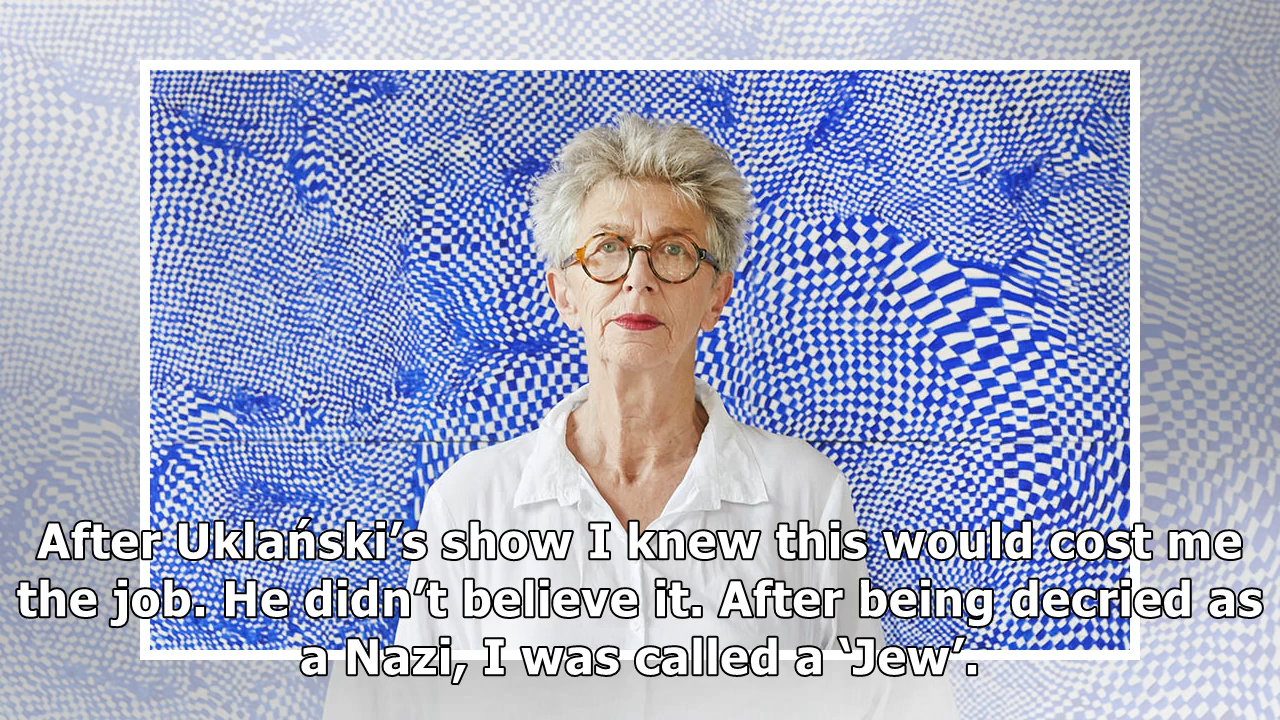 After Uklański’s show I knew this would cost me
the job. He didn’t believe it. After being decried as
a Nazi, I was called a ‘Jew’.